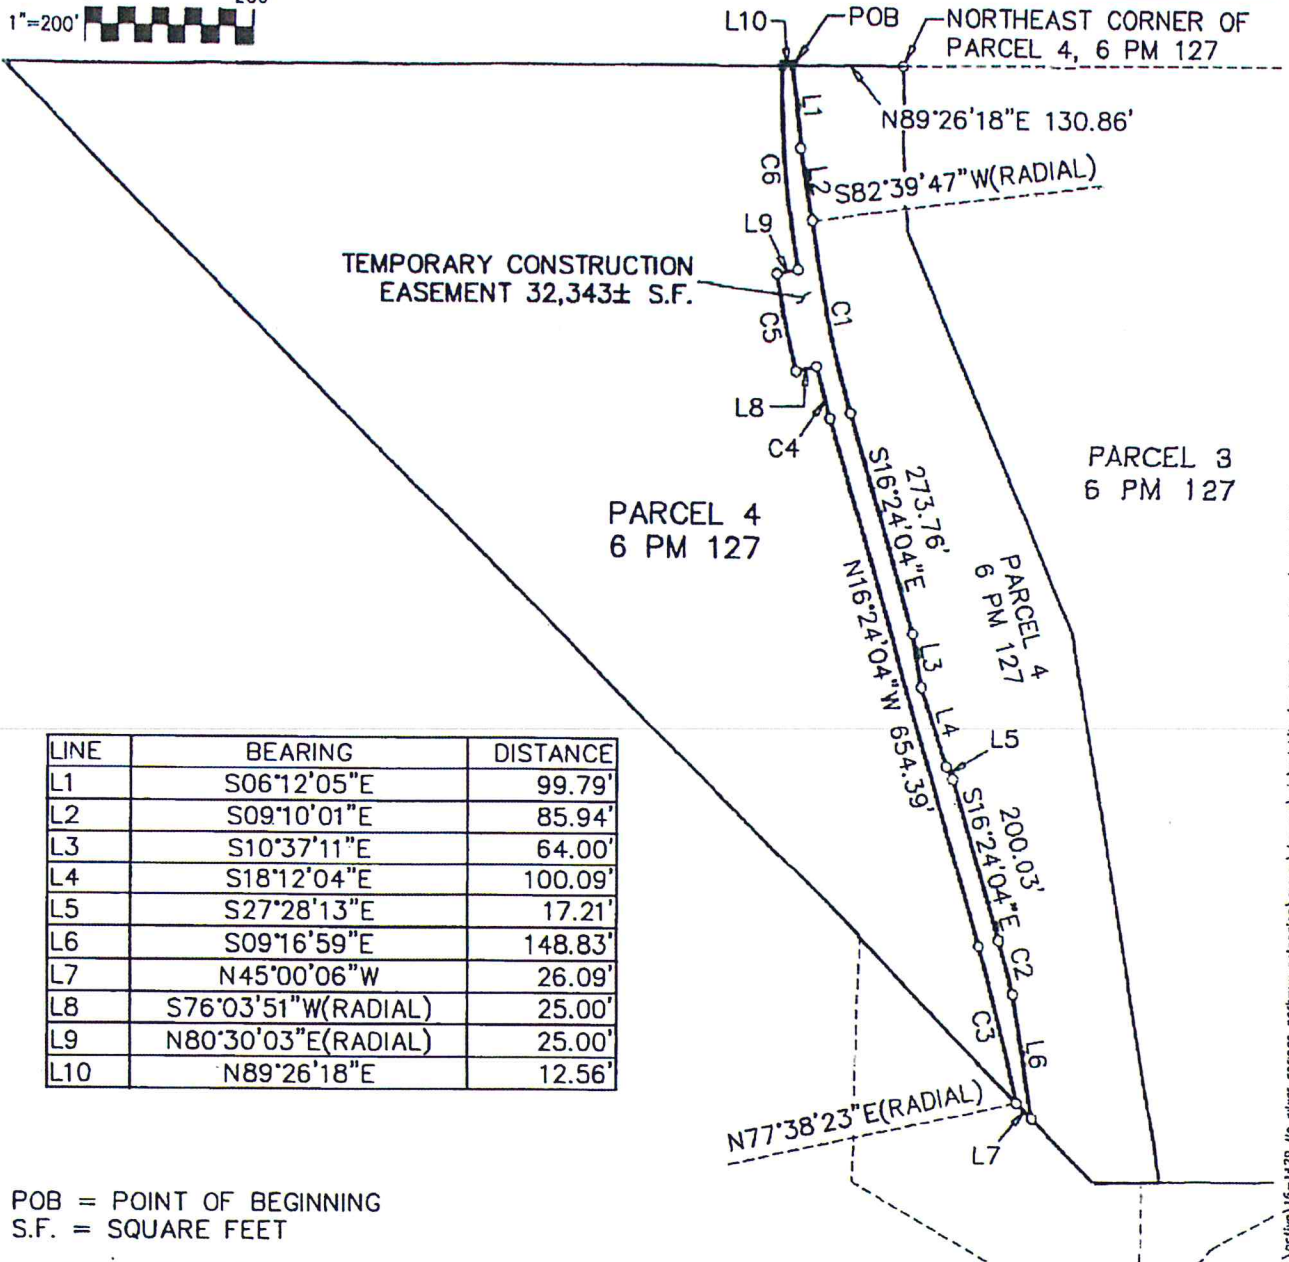 1"=200'
L10
POB
NORTHEAST CORNER OF
PARCEL 4, 6 PM 127
N89°26'18"E 130.86'
L1
L2
C6
S82°39'47"W(RADIAL)
L9
TEMPORARY CONSTRUCTION
EASEMENT 32,343± S.F.
C1
C5
L8
C4
273.76'
S16°24'04"E
PARCEL 3
6 PM 127
PARCEL 4
6 PM 127
N16°24'04"W 654.39'
PARCEL 4
6 PM 127
L3
L4
L5
200.03'
S16°24'04"E
LINE BEARING DISTANCE
L1 S06°12'05"E 99.79'
L2 S09°10'01"E 85.94'
L3 S10°37'11"E 64.00'
L4 S18°12'04"E 100.09'
L5 S27°28'13"E 17.21'
L6 S09°16'59"E 148.83'
L7 N45°00'06"W 26.09'
L8 S76°03'51"W(RADIAL) 25.00'
L9 N80°30'03"E(RADIAL) 25.00'
L10 N89°26'18"E 12.56'
C2
C3
L6
N77°38'23"E(RADIAL)
L7
POB = POINT OF BEGINNING
S.F. = SQUARE FEET